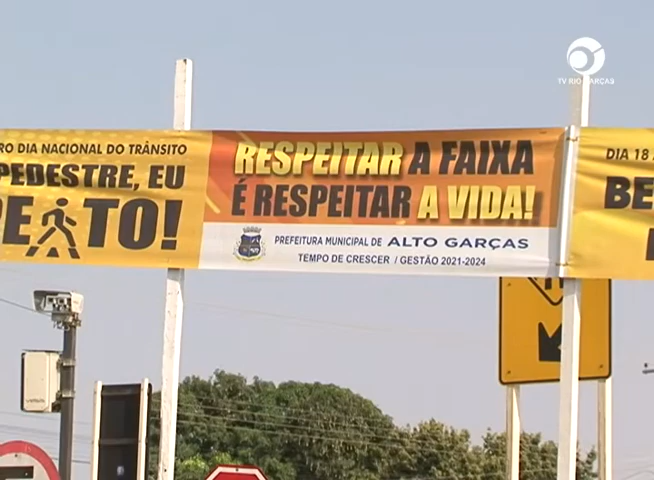 TV RIO GARÇAS
DIA NACIONAL DO TRÂNSITO
PEDESTRE, EU
TO!
RESPEITAR A FAIXA
É RESPEITAR A VIDA!
PREFEITURA MUNICIPAL DE ALTO GARÇAS
TEMPO DE CRESCER / GESTÃO 2021-2024
DIA 18
BE